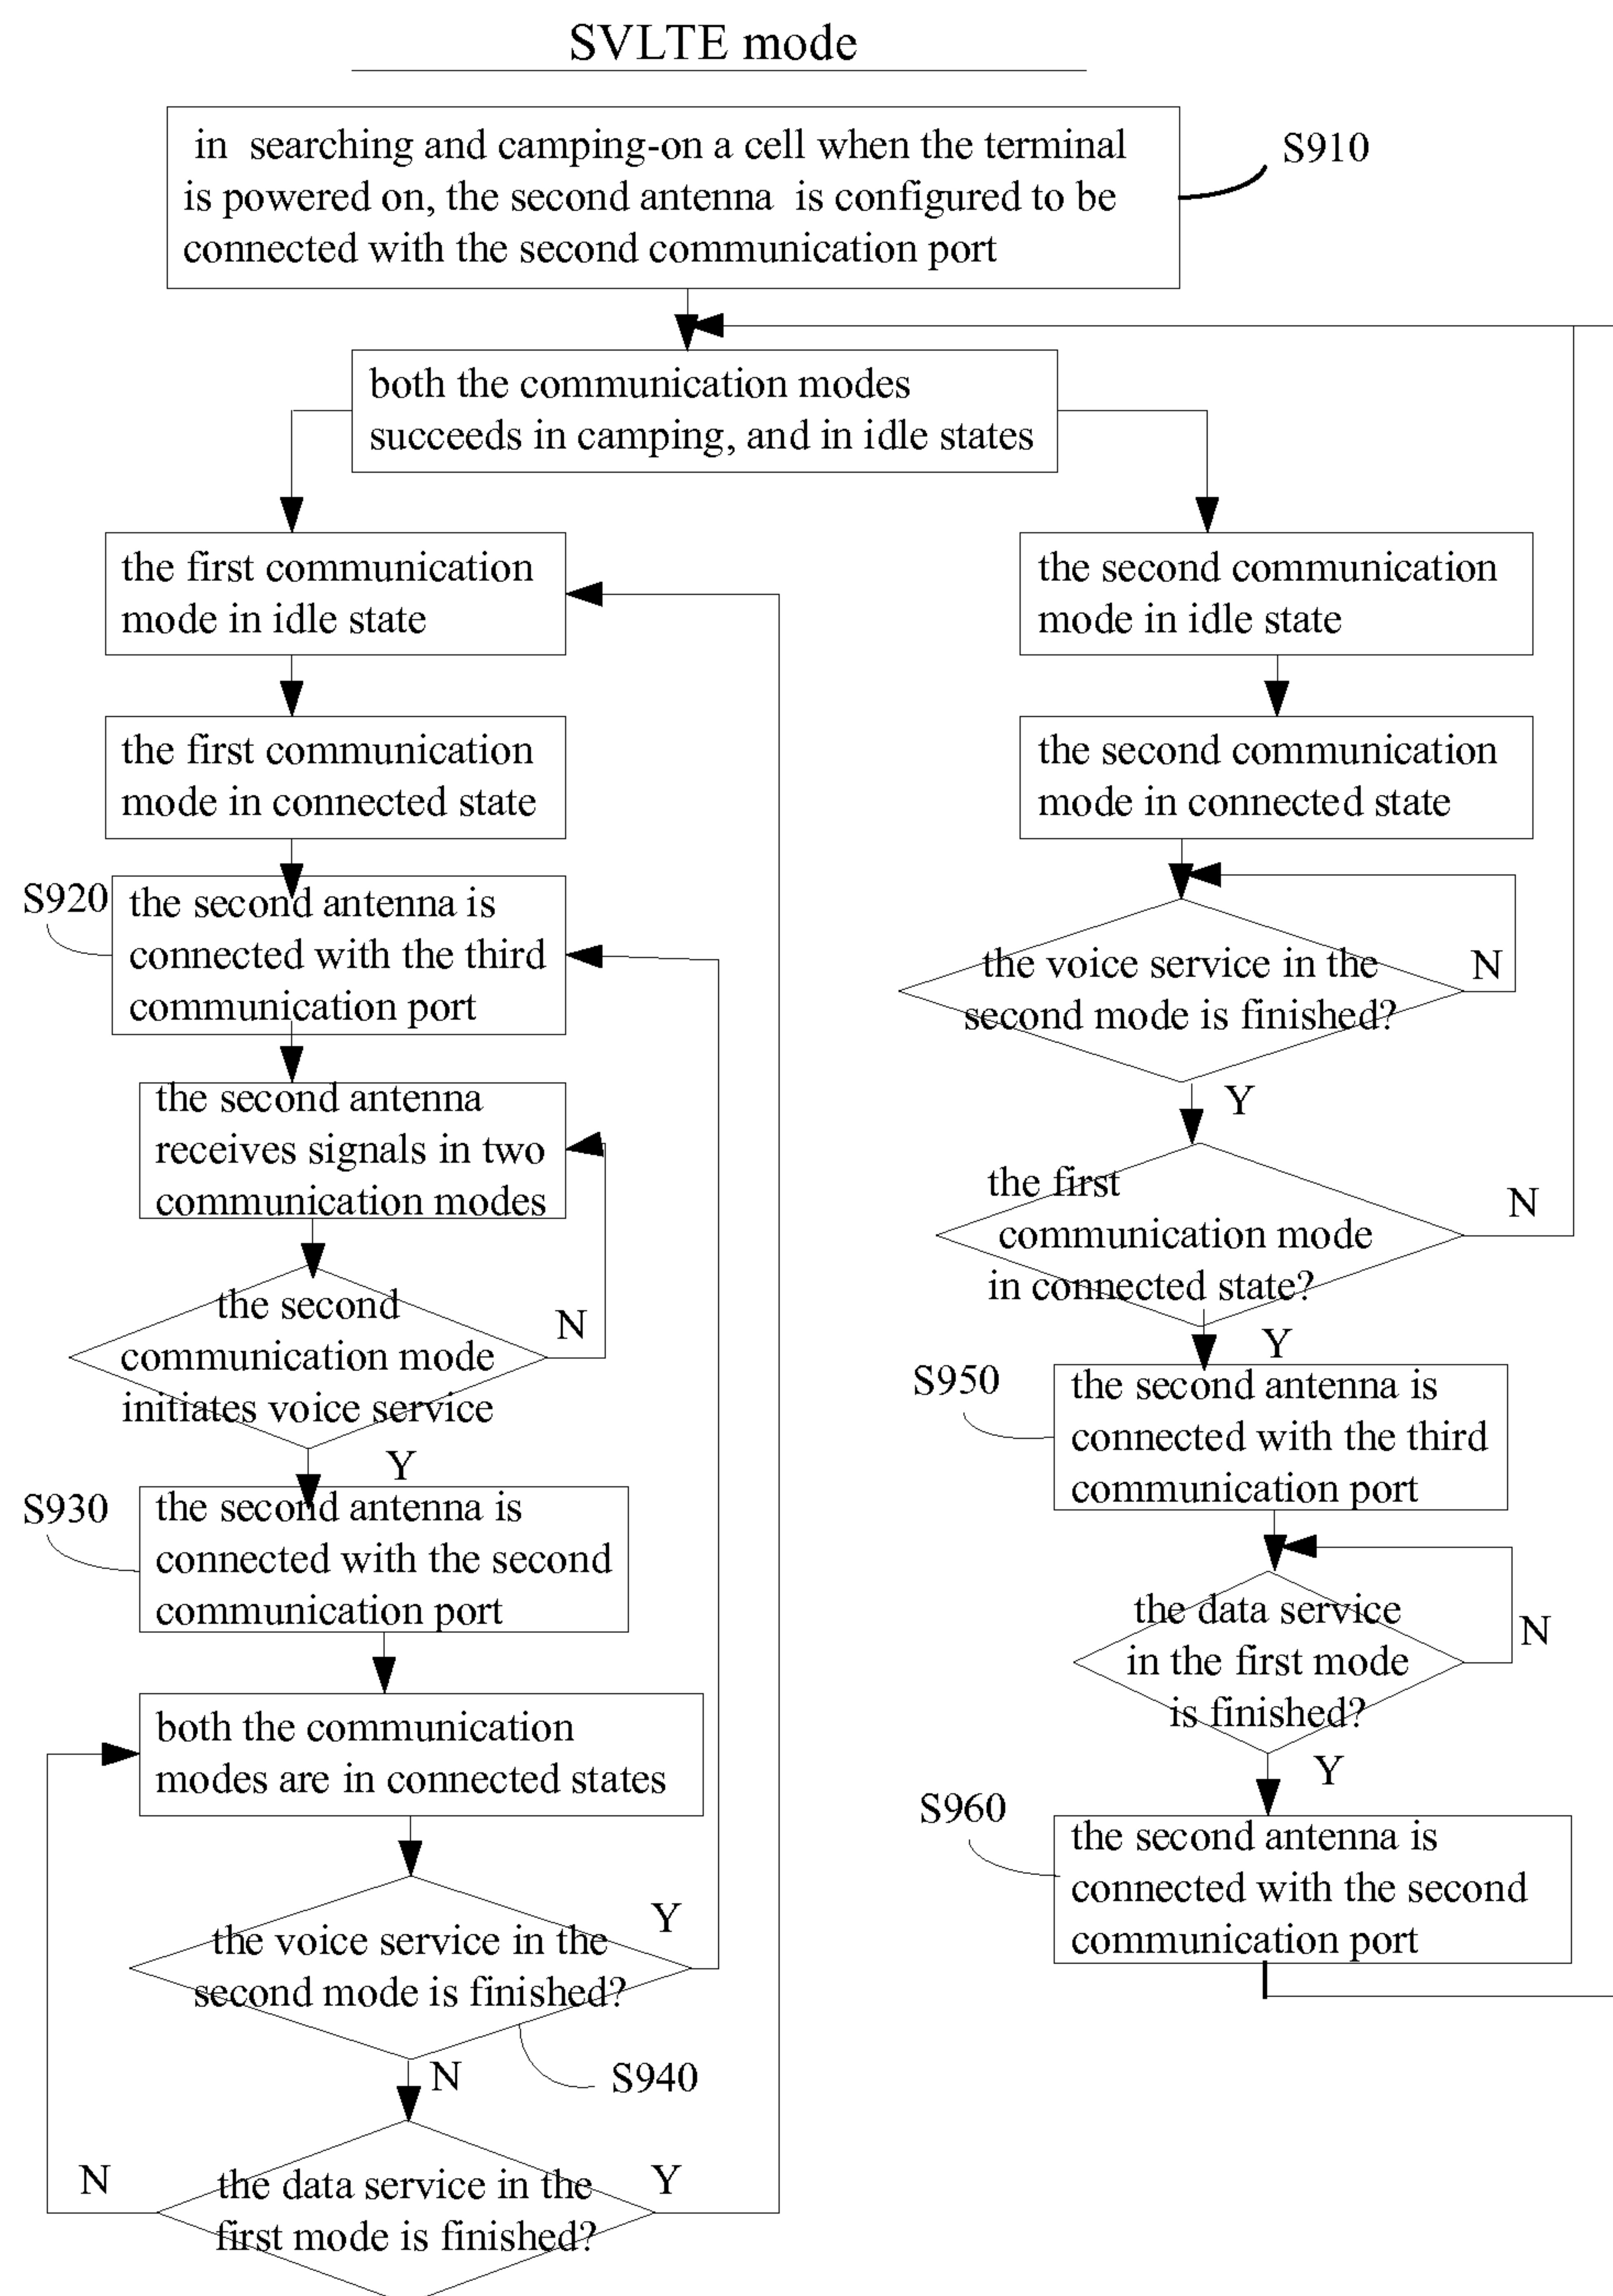 SVLTE mode
in searching and camping-on a cell when the terminal
is powered on, the second antenna is configured to be
connected with the second communication port
S910
both the communication modes
succeeds in camping, and in idle states
the first communication
mode in idle state
the first communication
mode in connected state
S920
the second antenna is
connected with the third
communication port
the second antenna
receives signals in two
communication modes
the second
communication mode
initiates voice service
N
Y
S930
the second antenna is
connected with the second
communication port
both the communication
modes are in connected states
the voice service in the
second mode is finished?
Y
N
S940
the data service in the
first mode is finished?
N
Y
the second communication
mode in idle state
the second communication
mode in connected state
the voice service in the
second mode is finished?
N
Y
the first
communication mode
in connected state?
N
Y
S950
the second antenna is
connected with the third
communication port
the data service
in the first mode
is finished?
N
Y
S960
the second antenna is
connected with the second
communication port